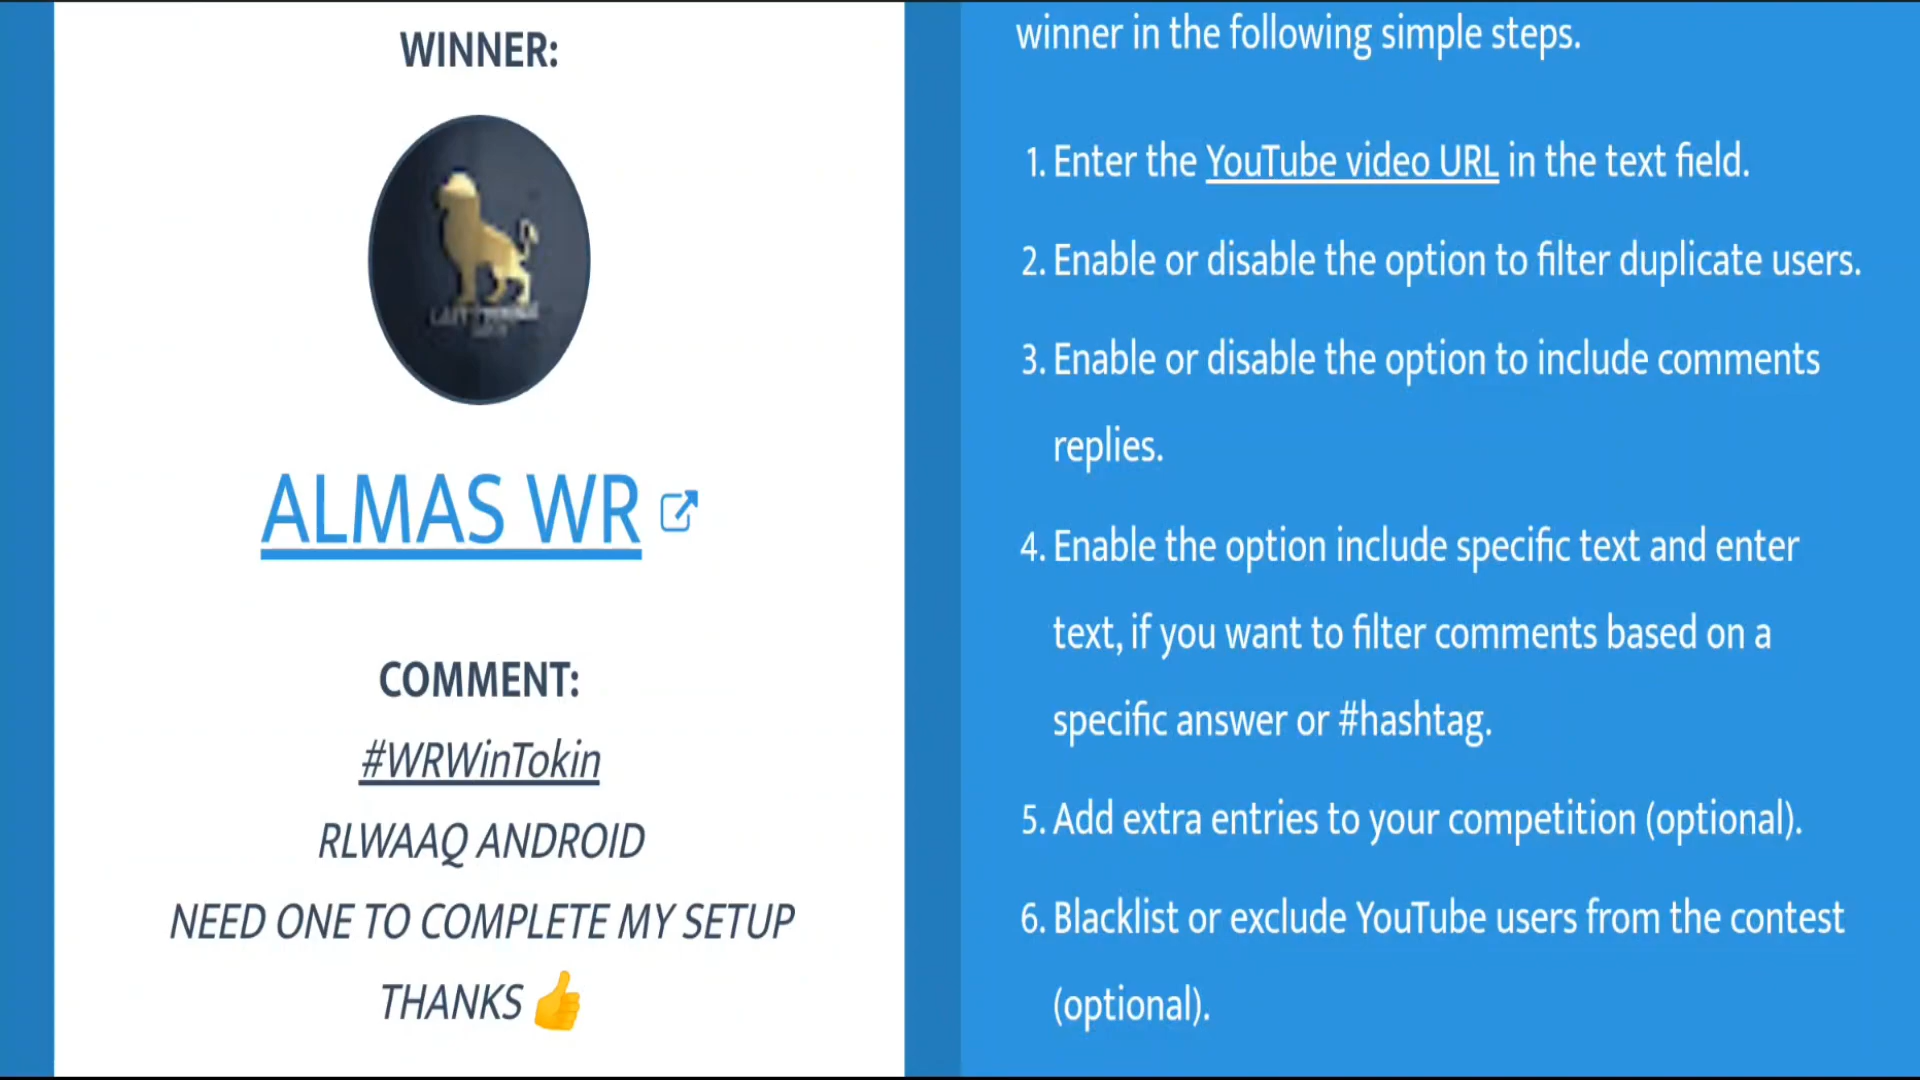 WINNER:
ALMAS WR
COMMENT:
#WRWinTokin
RLWAAQ ANDROID
NEED ONE TO COMPLETE MY SETUP
THANKS 👍
winner in the following simple steps.
1. Enter the YouTube video URL in the text field.
2. Enable or disable the option to filter duplicate users.
3. Enable or disable the option to include comments
replies.
4. Enable the option include specific text and enter
text, if you want to filter comments based on a
specific answer or #hashtag.
5. Add extra entries to your competition (optional).
6. Blacklist or exclude YouTube users from the contest
(optional).